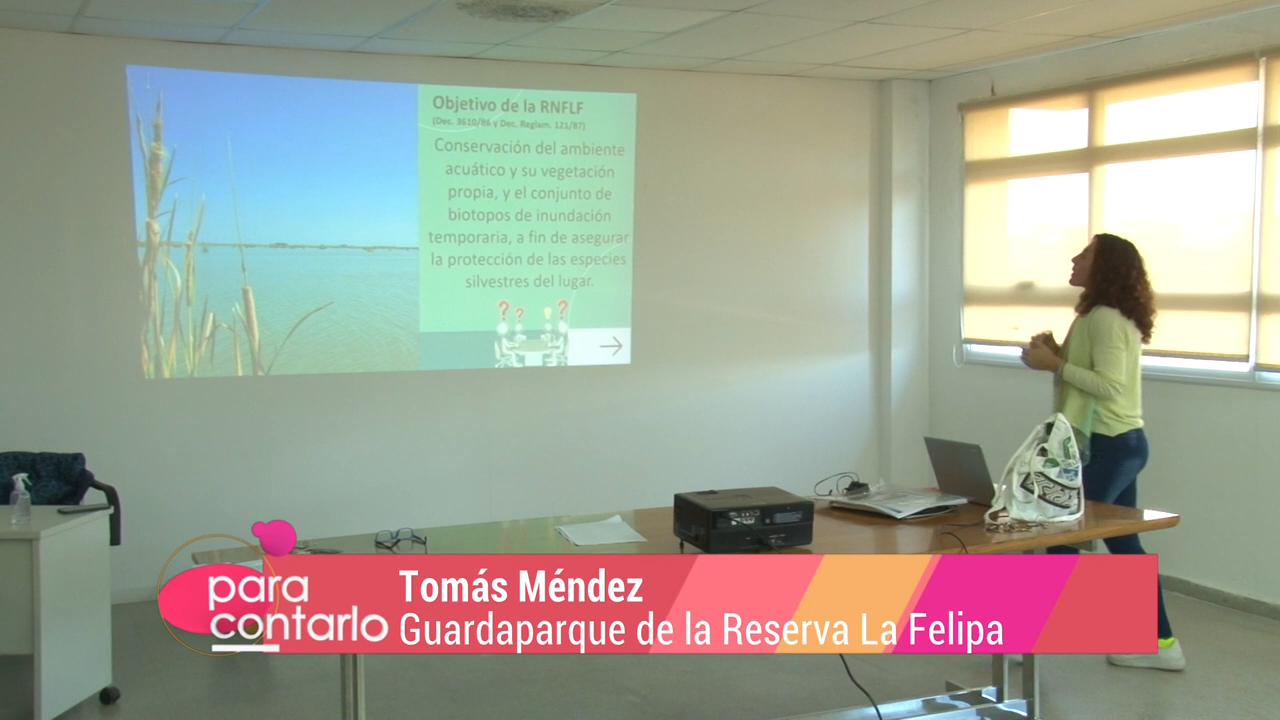 Objetivo de la RNFLF
(Dec. 3610/86 y Dec. Reglam. 121/87)
Conservación del ambiente
acuático y su vegetación
propia, y el conjunto de
biotopos de inundación
temporaria, a fin de asegurar
la protección de las especies
silvestres del lugar.
? ? ?
para
contarlo
Tomás Méndez
Guardaparque de la Reserva La Felipa